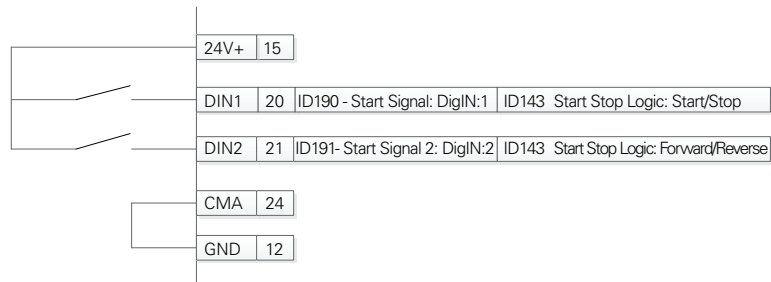 24V+ 15
DIN1 20 ID190 - Start Signal: DigIN:1 ID143 Start Stop Logic: Start/Stop
DIN2 21 ID191- Start Signal 2: DigIN:2 ID143 Start Stop Logic: Forward/Reverse
CMA 24
GND 12